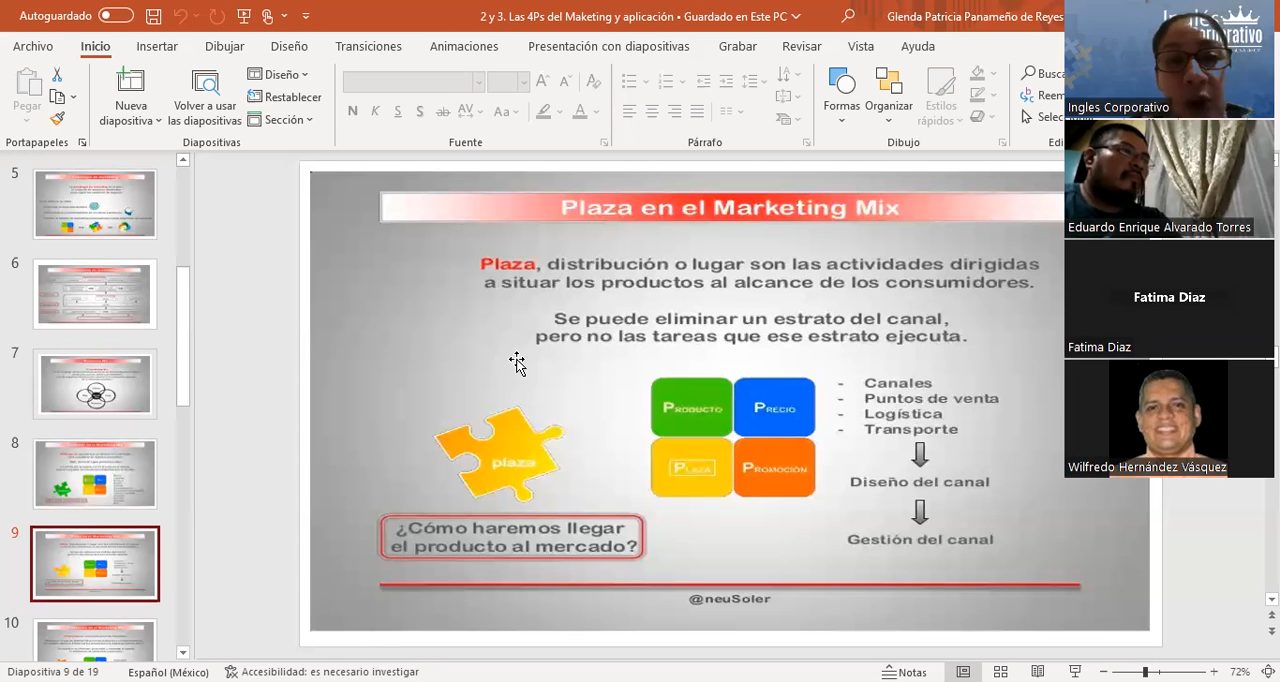 Autoguardado
2 y 3. Las 4Ps del Maketing y aplicación • Guardado en Este PC
Glenda Patricia Panameño de Reyes
Archivo
Inicio
Insertar
Dibujar
Diseño
Transiciones
Animaciones
Presentación con diapositivas
Grabar
Revisar
Vista
Ayuda
Pegar
Nueva
diapositiva
Volver a usar
las diapositivas
Diseño
Restablecer
Sección
N K S S ab AV Aa A
Formas
Organizar
Estilos
rápidos
Portapapeles
Diapositivas
Fuente
Párrafo
Dibujo
5
6
7
8
9
10
Plaza en el Marketing Mix
Plaza, distribución o lugar son las actividades dirigidas
a situar los productos al alcance de los consumidores.
Se puede eliminar un estrato del canal,
pero no las tareas que ese estrato ejecuta.
PRODUCTO
PRECIO
PLAZA
PROMOCIÓN
plaza
- Canales
- Puntos de venta
- Logística
- Transporte
Diseño del canal
Gestión del canal
¿Cómo haremos llegar
el producto al mercado?
@neuSoler
Ingles Corporativo
Eduardo Enrique Alvarado Torres
Fatima Diaz
Fatima Diaz
Wilfredo Hernández Vásquez
Diapositiva 9 de 19
Español (México)
Accesibilidad: es necesario investigar
Notas
72%